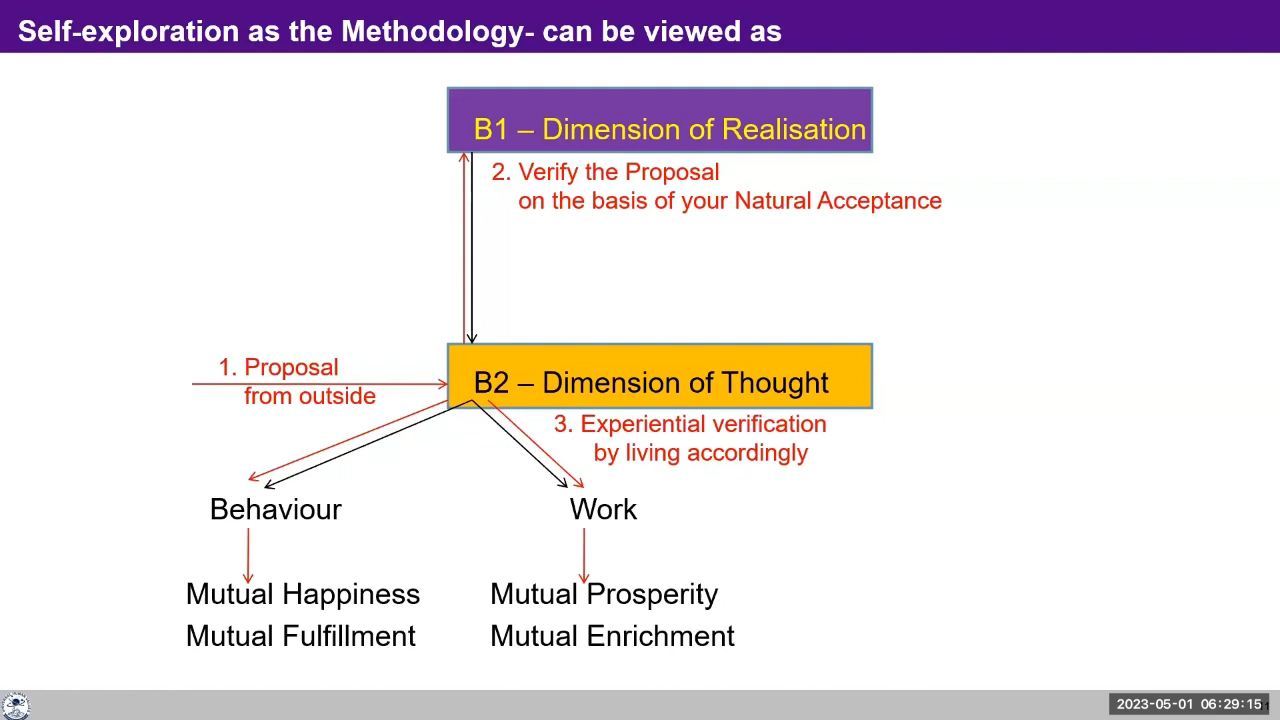 Self-exploration as the Methodology- can be viewed as
B1 – Dimension of Realisation
2. Verify the Proposal
on the basis of your Natural Acceptance
1. Proposal
from outside
B2 – Dimension of Thought
3. Experiential verification
by living accordingly
Behaviour
Work
Mutual Happiness
Mutual Fulfillment
Mutual Prosperity
Mutual Enrichment
2023-05-01 06:29:15